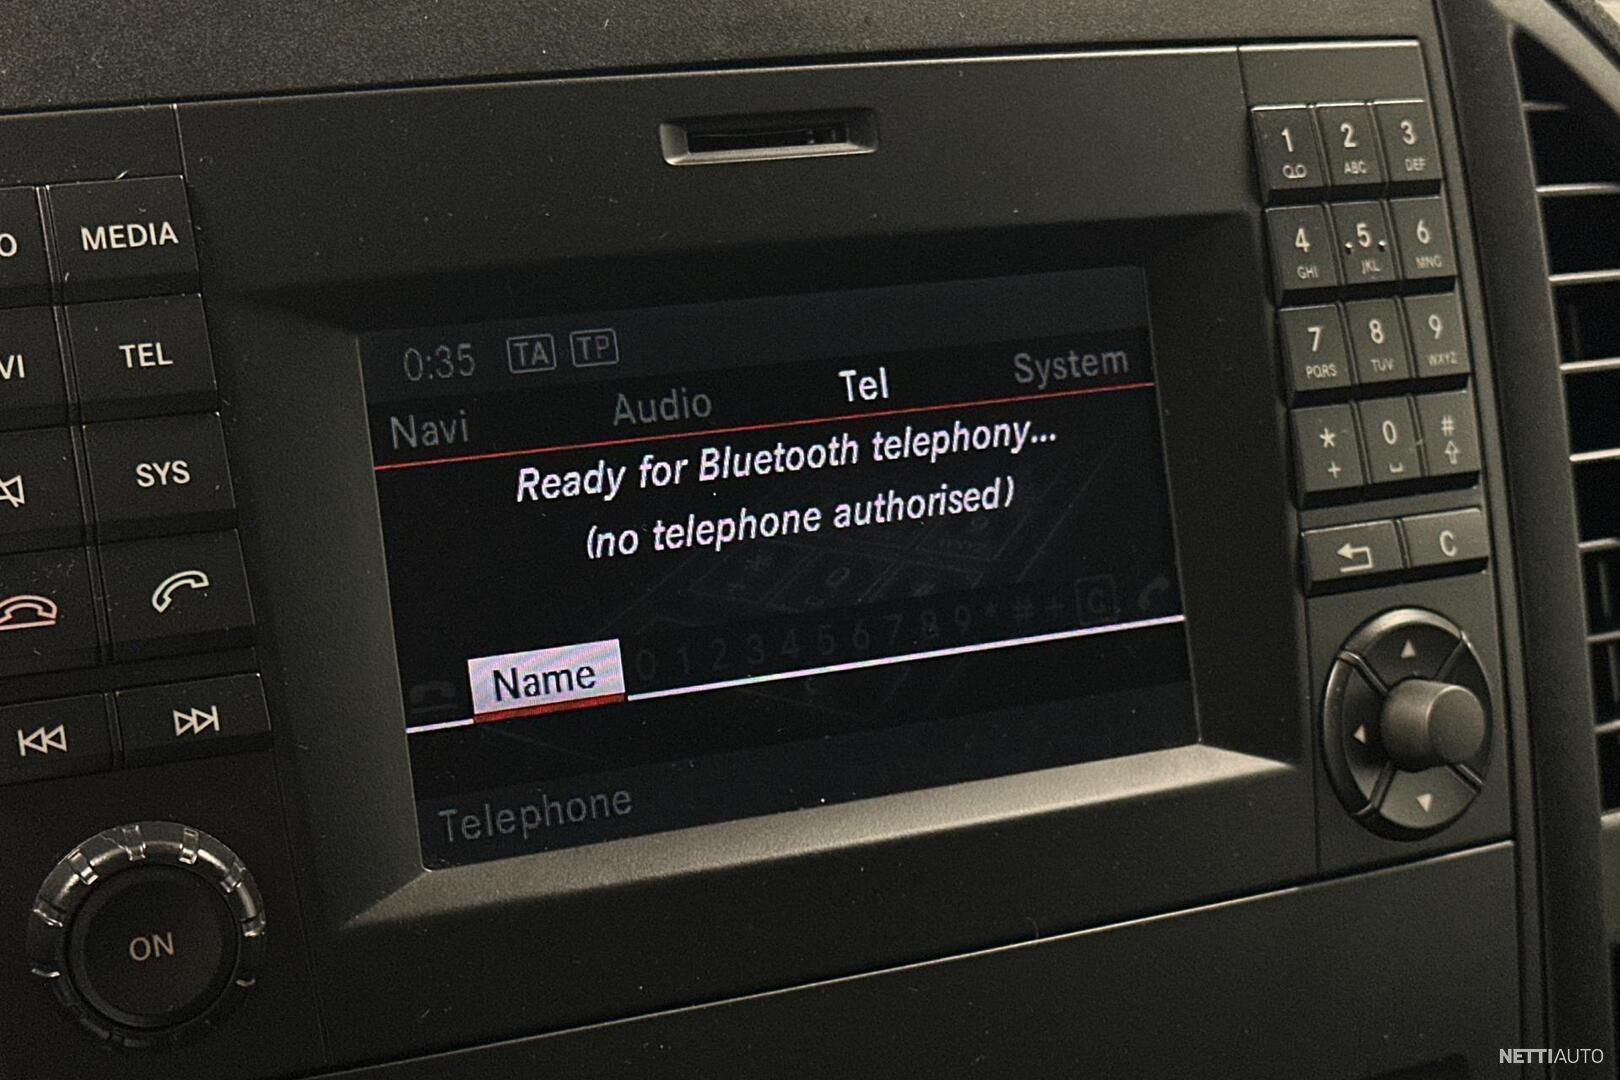 MEDIA
TEL
SYS
ON
0:35 TA TP
Navi Audio Tel System
Ready for Bluetooth telephony...
(no telephone authorised)
Name 0 1 2 3 4 5 6 7 8 9 * # + C
Telephone
1 2 3
ABC DEF
4 5 6
GHI JKL MNO
7 8 9
PQRS TUV WXYZ
* 0 #
+
C
NETTIAUTO